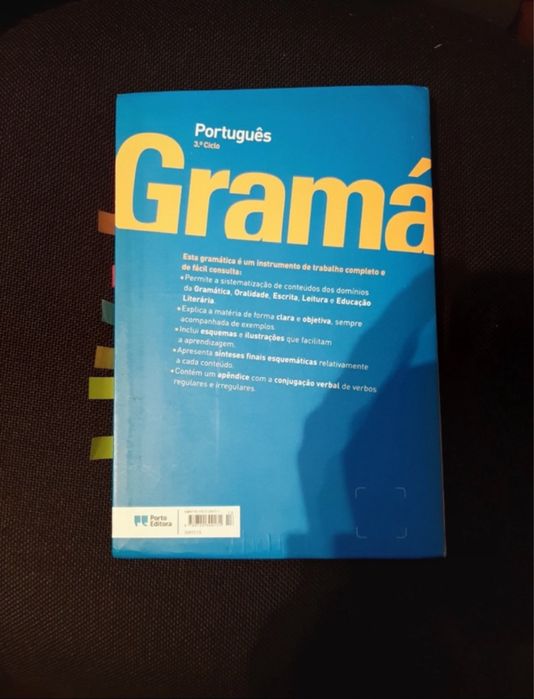 Português
3.º Ciclo
Gramá
Esta gramática é um instrumento de trabalho completo e
de fácil consulta:
• Permite a sistematização de conteúdos dos domínios
da Gramática, Oralidade, Escrita, Leitura e Educação
Literária.
• Explica a matéria de forma clara e objetiva, sempre
acompanhada de exemplos.
• Inclui esquemas e ilustrações que facilitam
a aprendizagem.
• Apresenta sínteses finais esquemáticas relativamente
a cada conteúdo.
• Contém um apêndice com a conjugação verbal de verbos
regulares e irregulares.
Porto
Editora